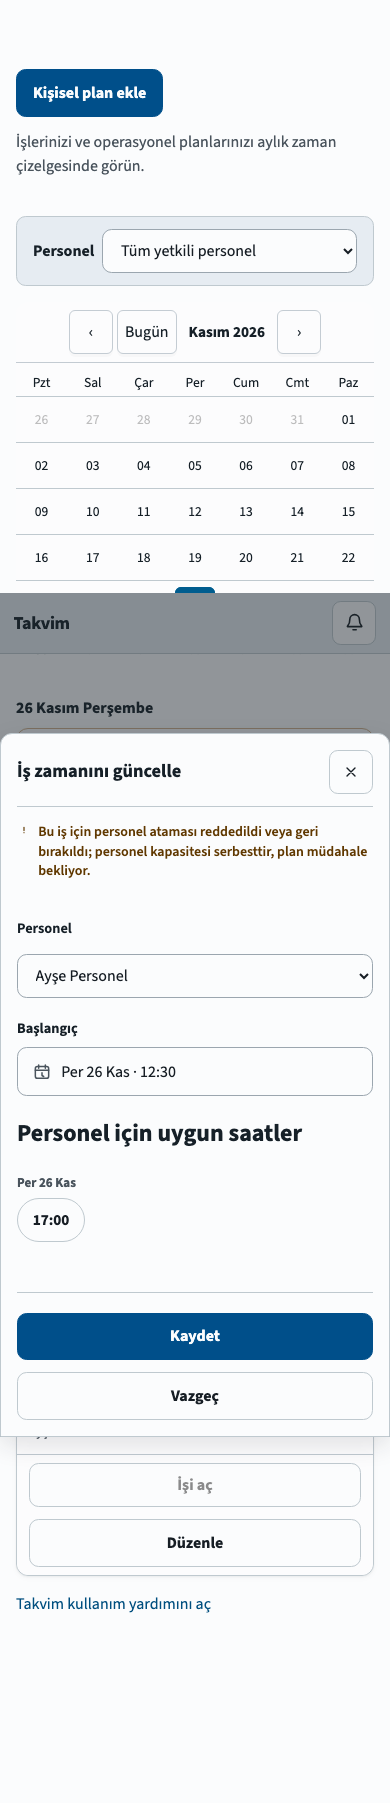 Kişisel plan ekle
İşlerinizi ve operasyonel planlarınızı aylık zaman
çizelgesinde görün.
Personel Tüm yetkili personel
‹ Bugün Kasım 2026 ›
Pzt Sal Çar Per Cum Cmt Paz
26 27 28 29 30 31 01
02 03 04 05 06 07 08
09 10 11 12 13 14 15
16 17 18 19 20 21 22
Takvim
26 Kasım Perşembe
İş zamanını güncelle ×
! Bu iş için personel ataması reddedildi veya geri
bırakıldı; personel kapasitesi serbesttir, plan müdahale
bekliyor.
Personel
Ayşe Personel
Başlangıç
Per 26 Kas · 12:30
Personel için uygun saatler
Per 26 Kas
17:00
Kaydet
Vazgeç
İşi aç
Düzenle
Takvim kullanım yardımını aç